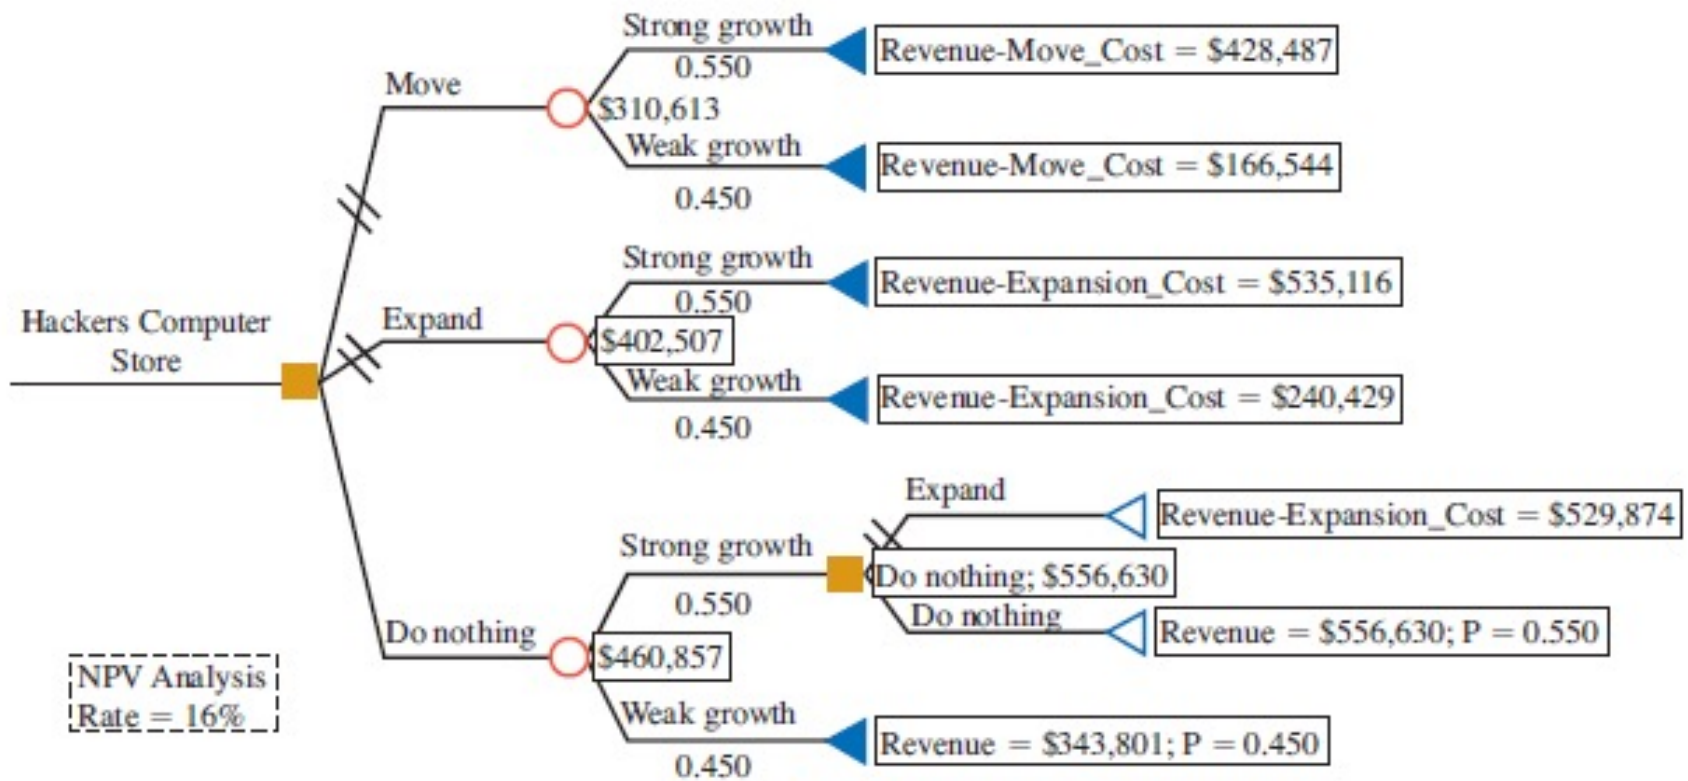 Strong growth
0.550
Revenue-Move_Cost = $428,487
Move
$310,613
Weak growth
0.450
Revenue-Move_Cost = $166,544
Strong growth
0.550
Revenue-Expansion_Cost = $535,116
Hackers Computer
Store
Expand
$402,507
Weak growth
0.450
Revenue-Expansion_Cost = $240,429
Expand
Revenue-Expansion_Cost = $529,874
Strong growth
0.550
Do nothing; $556,630
Do nothing
Revenue = $556,630; P = 0.550
Do nothing
$460,857
Weak growth
0.450
Revenue = $343,801; P = 0.450
NPV Analysis
Rate = 16%